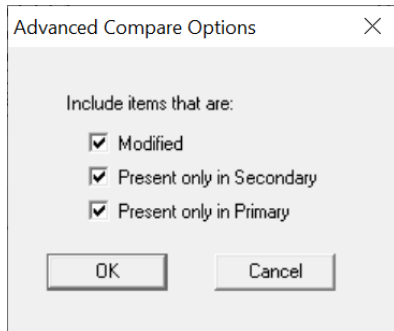 Advanced Compare Options
Include items that are:
Modified
Present only in Secondary
Present only in Primary
OK Cancel